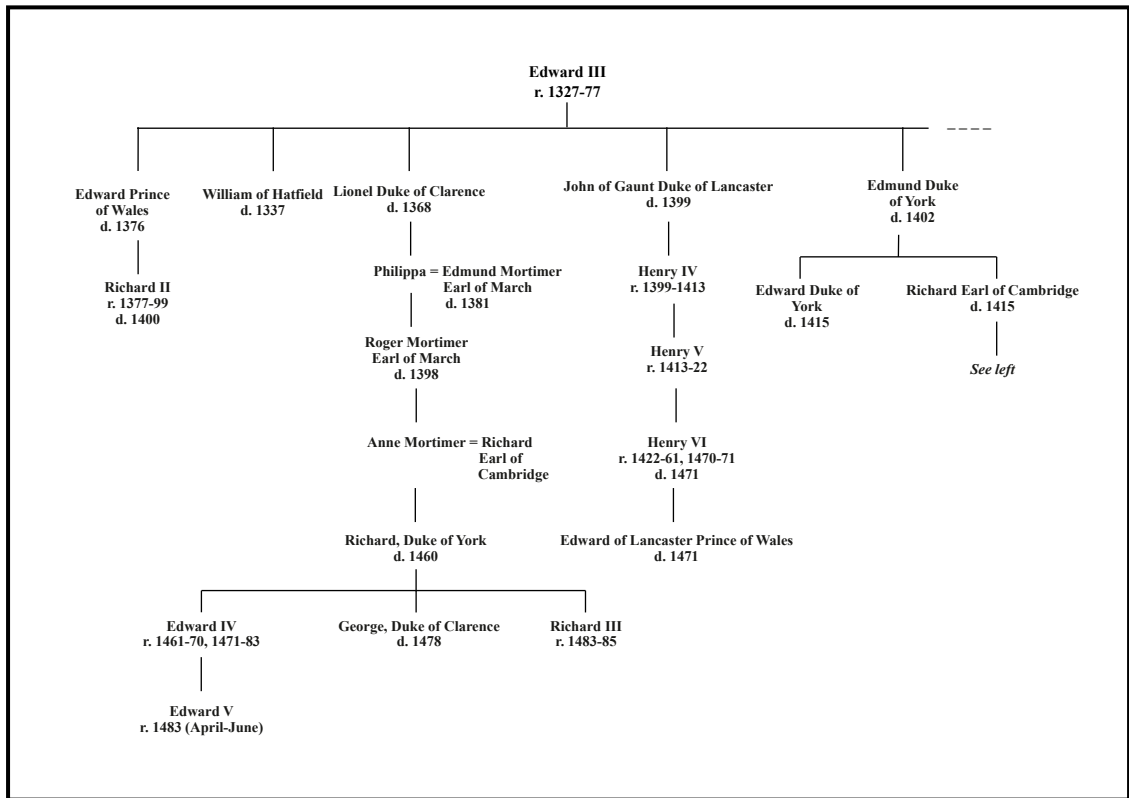 Edward III
r. 1327-77
Edward Prince
of Wales
d. 1376
William of Hatfield
d. 1337
Lionel Duke of Clarence
d. 1368
John of Gaunt Duke of Lancaster
d. 1399
Edmund Duke
of York
d. 1402
Richard II
r. 1377-99
d. 1400
Philippa = Edmund Mortimer
Earl of March
d. 1381
Henry IV
r. 1399-1413
Edward Duke of
York
d. 1415
Richard Earl of Cambridge
d. 1415
Roger Mortimer
Earl of March
d. 1398
Henry V
r. 1413-22
See left
Anne Mortimer = Richard
Earl of
Cambridge
Henry VI
r. 1422-61, 1470-71
d. 1471
Richard, Duke of York
d. 1460
Edward of Lancaster Prince of Wales
d. 1471
Edward IV
r. 1461-70, 1471-83
George, Duke of Clarence
d. 1478
Richard III
r. 1483-85
Edward V
r. 1483 (April-June)